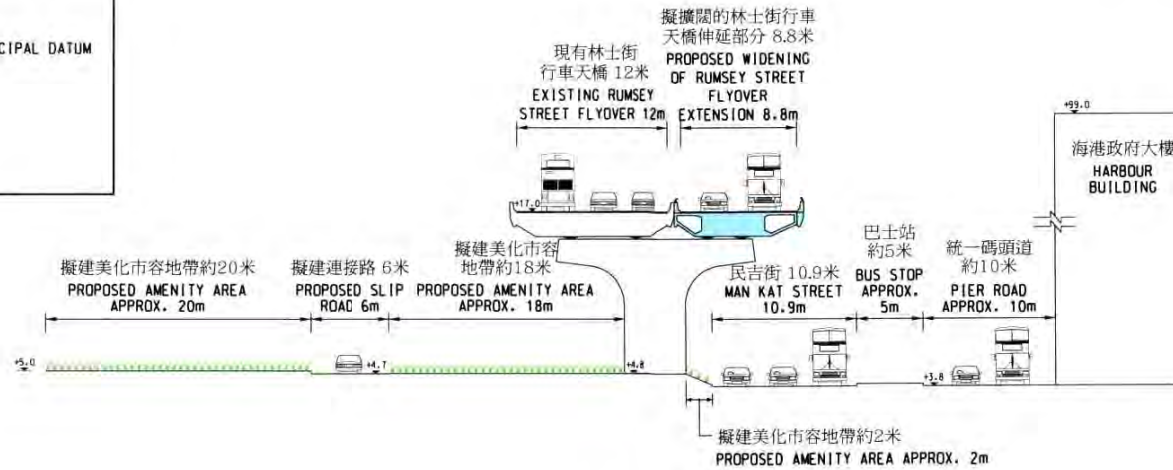 CIPAL DATUM
擬擴闊的林士街行車
天橋伸延部分 8.8米
PROPOSED WIDENING
OF RUMSEY STREET
FLYOVER
EXTENSION 8.8m
現有林士街
行車天橋 12米
EXISTING RUMSEY
STREET FLYOVER 12m
+99.0
海港政府大樓
HARBOUR
BUILDING
+17.0
擬建美化市容地帶約20米
PROPOSED AMENITY AREA
APPROX. 20m
擬建連接路 6米
PROPOSED SLIP
ROAD 6m
擬建美化市容
地帶約18米
PROPOSED AMENITY AREA
APPROX. 18m
民吉街 10.9米
MAN KAT STREET
10.9m
巴士站
約5米
BUS STOP
APPROX.
5m
統一碼頭道
約10米
PIER ROAD
APPROX. 10m
+5.0
+4.7
+4.8
+3.8
擬建美化市容地帶約2米
PROPOSED AMENITY AREA APPROX. 2m